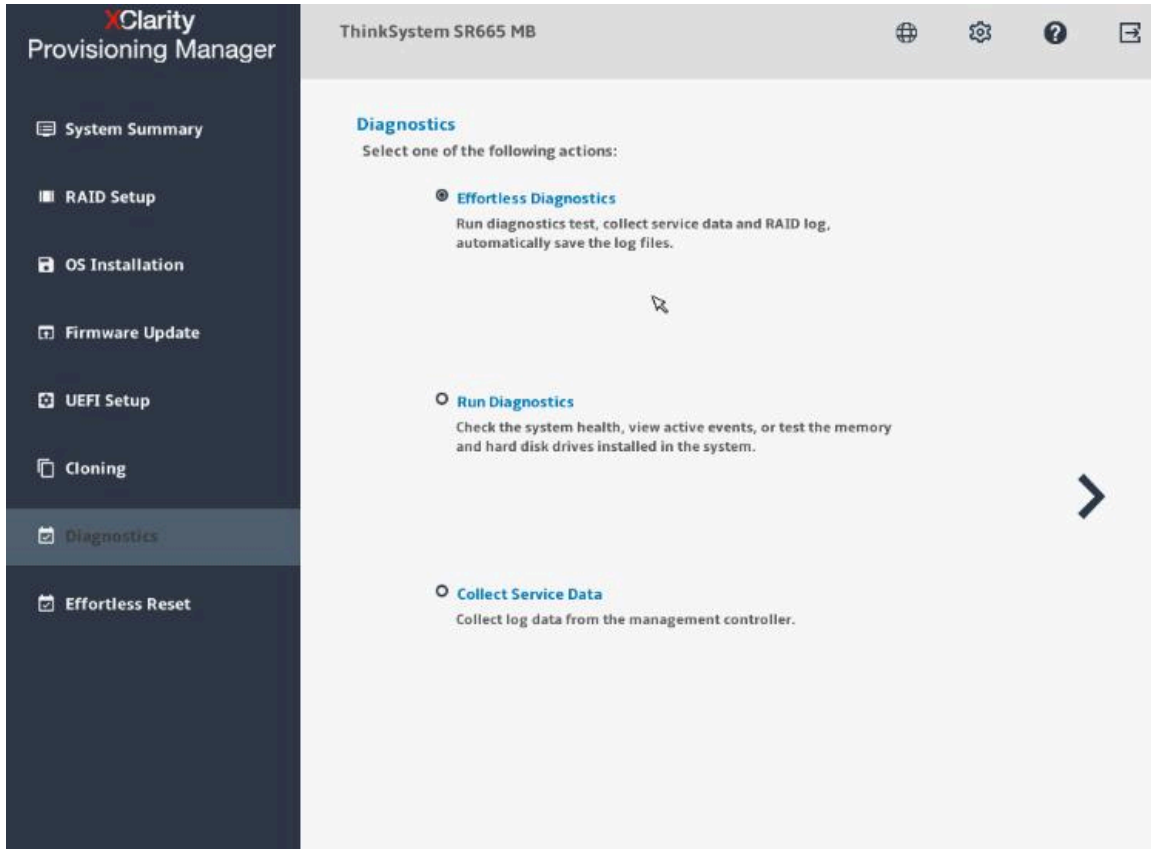 XClarity
Provisioning Manager
ThinkSystem SR665 MB
System Summary
RAID Setup
OS Installation
Firmware Update
UEFI Setup
Cloning
Diagnostics
Effortless Reset
Diagnostics
Select one of the following actions:
Effortless Diagnostics
Run diagnostics test, collect service data and RAID log,
automatically save the log files.
Run Diagnostics
Check the system health, view active events, or test the memory
and hard disk drives installed in the system.
Collect Service Data
Collect log data from the management controller.